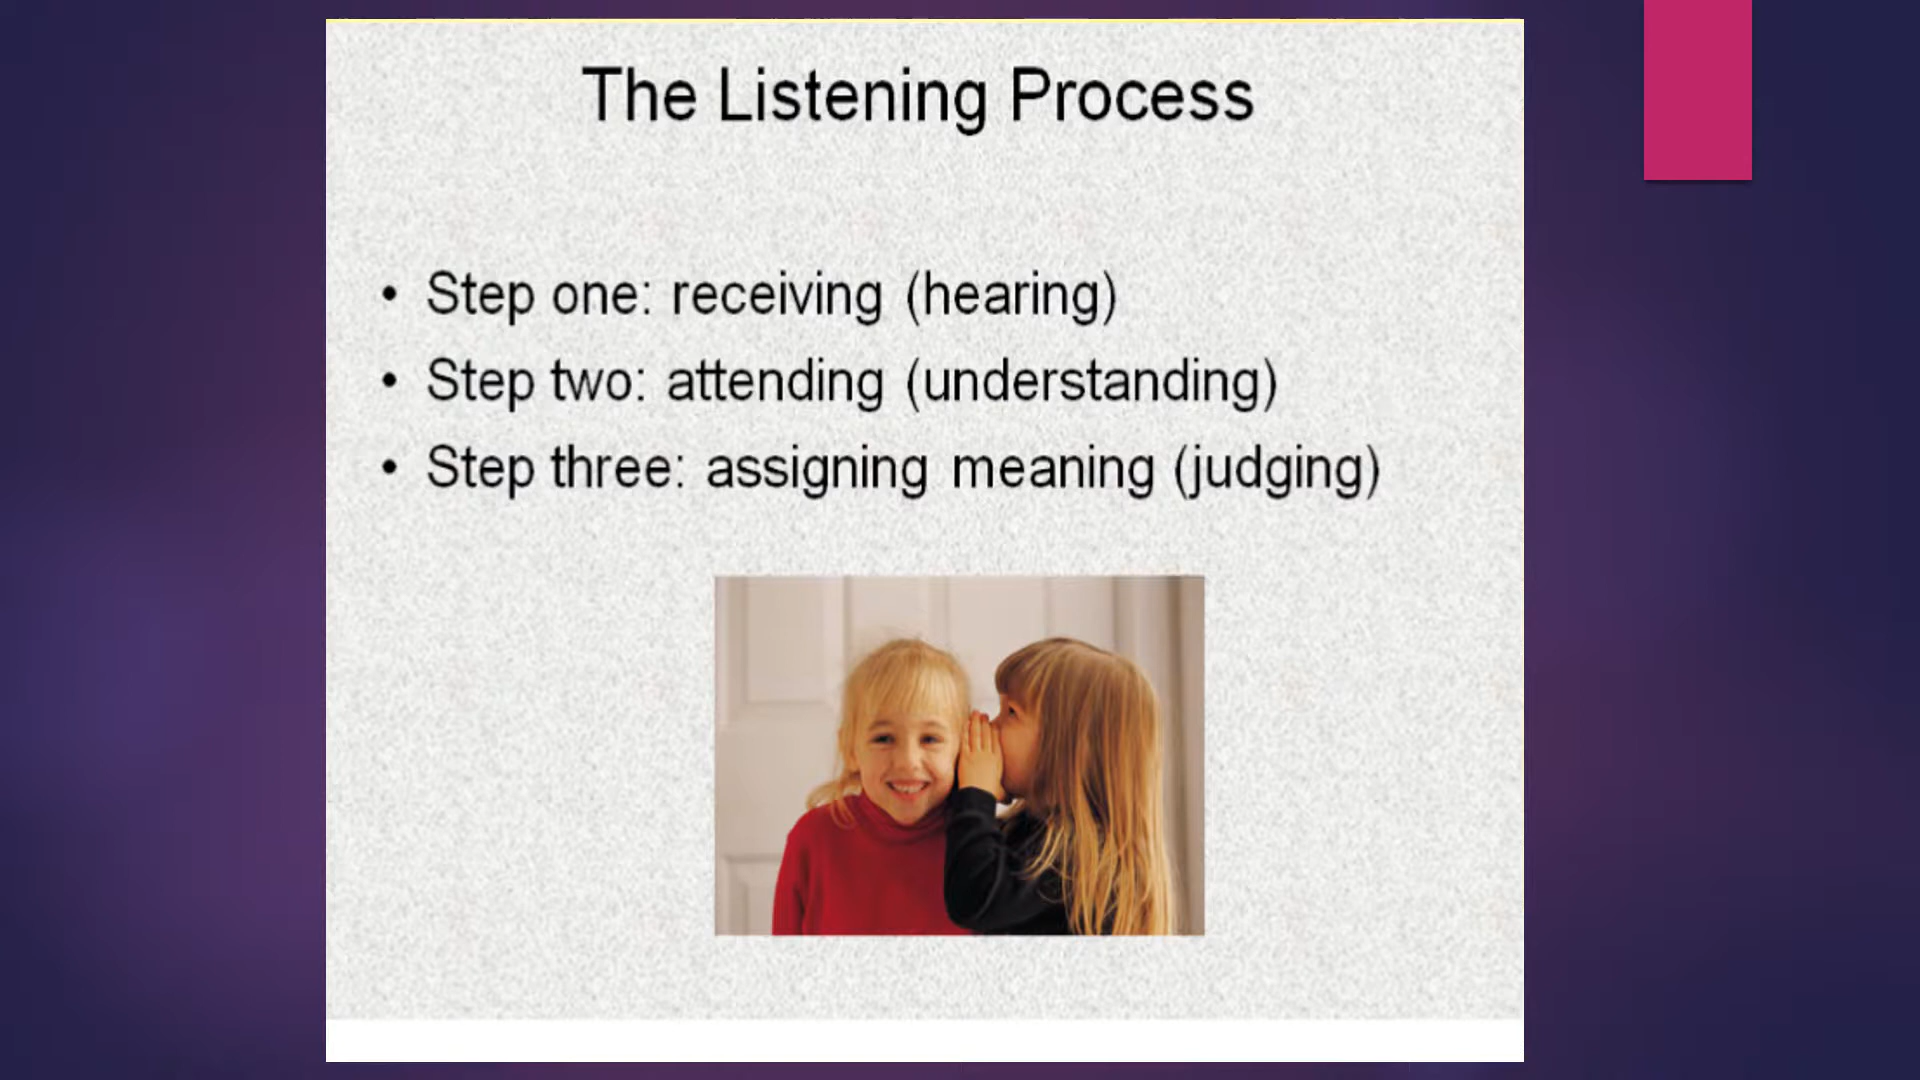 The Listening Process
• Step one: receiving (hearing)
• Step two: attending (understanding)
• Step three: assigning meaning (judging)